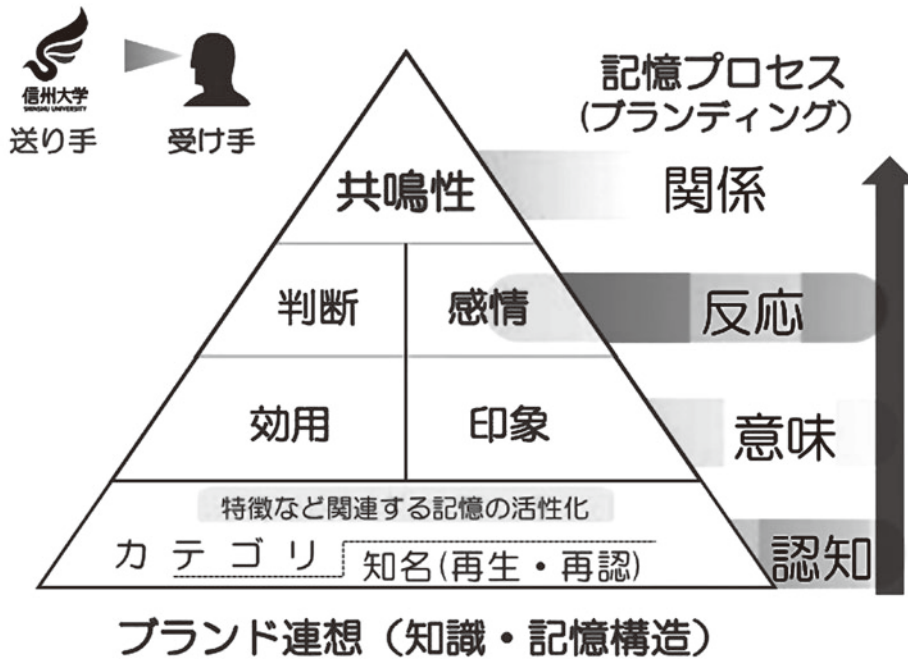 信州大学
SHINSHU UNIVERSITY
送り手
受け手
記憶プロセス
(ブランディング)
共鳴性
関係
判断
感情
反応
効用
印象
意味
特徴など関連する記憶の活性化
カテゴリ
知名(再生・再認)
認知
ブランド連想（知識・記憶構造）